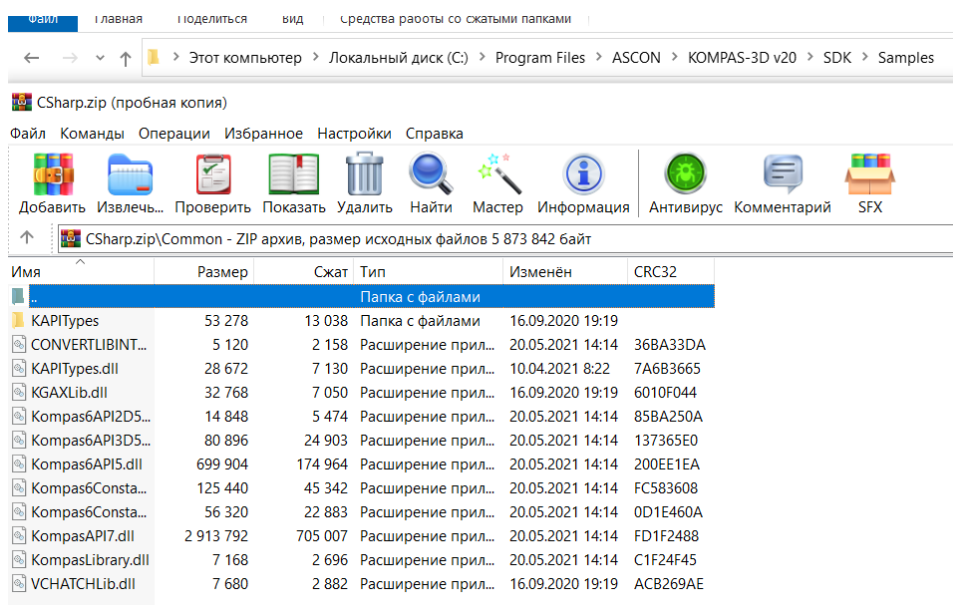 Файл Главная Поделиться Вид Средства работы со сжатыми папками
Этот компьютер > Локальный диск (C:) > Program Files > ASCON > KOMPAS-3D v20 > SDK > Samples
CSharp.zip (пробная копия)
Файл Команды Операции Избранное Настройки Справка
Добавить Извлечь... Проверить Показать Удалить Найти Мастер Информация Антивирус Комментарий SFX
CSharp.zip\Common - ZIP архив, размер исходных файлов 5 873 842 байт
Имя Размер Сжат Тип Изменён CRC32
.. Папка с файлами
KAPITypes 53 278 13 038 Папка с файлами 16.09.2020 19:19
CONVERTLIBINT... 5 120 2 158 Расширение прил... 20.05.2021 14:14 36BA33DA
KAPITypes.dll 28 672 7 130 Расширение прил... 10.04.2021 8:22 7A6B3665
KGAXLib.dll 32 768 7 050 Расширение прил... 16.09.2020 19:19 6010F044
Kompas6API2D5... 14 848 5 474 Расширение прил... 20.05.2021 14:14 85BA250A
Kompas6API3D5... 80 896 24 903 Расширение прил... 20.05.2021 14:14 137365E0
Kompas6API5.dll 699 904 174 964 Расширение прил... 20.05.2021 14:14 200EE1EA
Kompas6Consta... 125 440 45 342 Расширение прил... 20.05.2021 14:14 FC583608
Kompas6Consta... 56 320 22 883 Расширение прил... 20.05.2021 14:14 0D1E460A
KompasAPI7.dll 2 913 792 705 007 Расширение прил... 20.05.2021 14:14 FD1F2488
KompasLibrary.dll 7 168 2 696 Расширение прил... 20.05.2021 14:14 C1F24F45
VCHATCHLib.dll 7 680 2 882 Расширение прил... 16.09.2020 19:19 ACB269AE